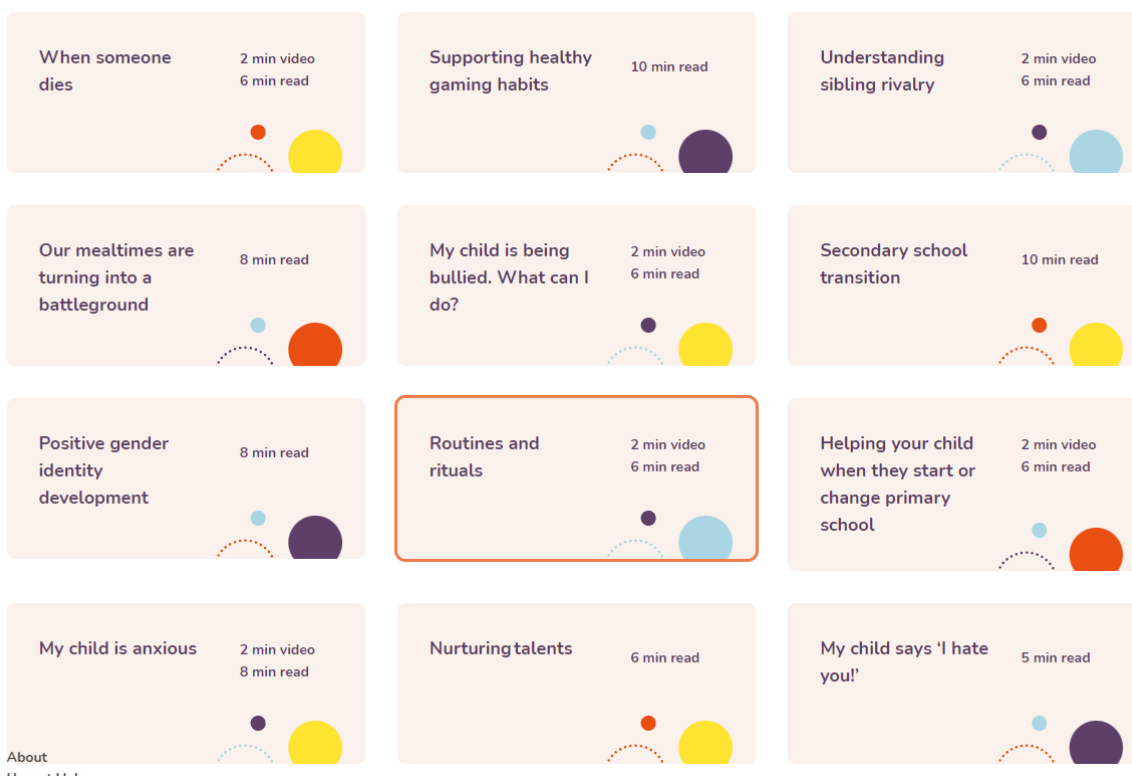 When someone
dies
2 min video
6 min read
Supporting healthy
gaming habits
10 min read
Understanding
sibling rivalry
2 min video
6 min read
Our mealtimes are
turning into a
battleground
8 min read
My child is being
bullied. What can I
do?
2 min video
6 min read
Secondary school
transition
10 min read
Positive gender
identity
development
8 min read
Routines and
rituals
2 min video
6 min read
Helping your child
when they start or
change primary
school
2 min video
6 min read
My child is anxious
2 min video
8 min read
Nurturing talents
6 min read
My child says ‘I hate
you!’
5 min read
About